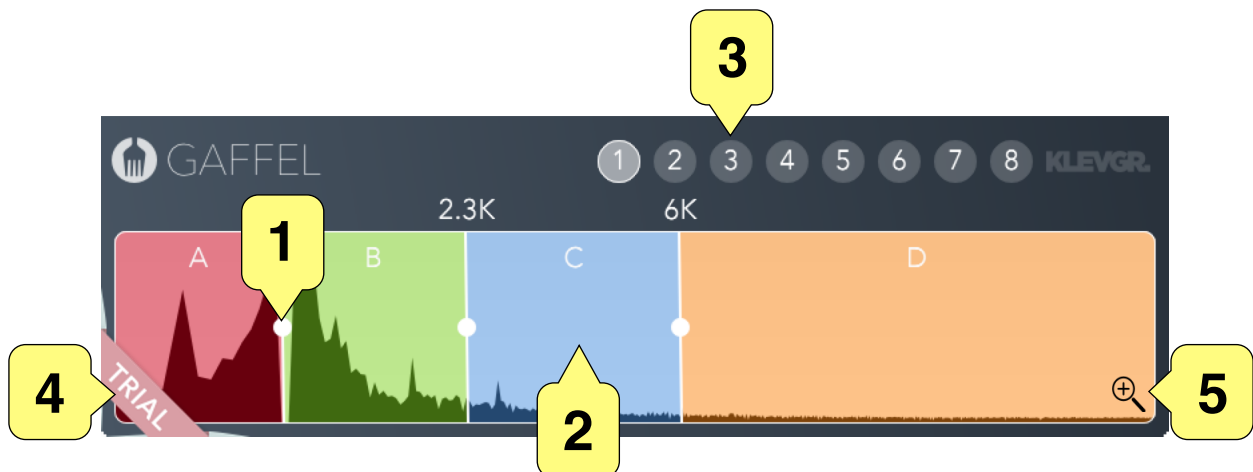 3
GAFFEL
1 2 3 4 5 6 7 8
KLEVGR.
2.3K 6K
A B C D
1
4
TRIAL
2
5